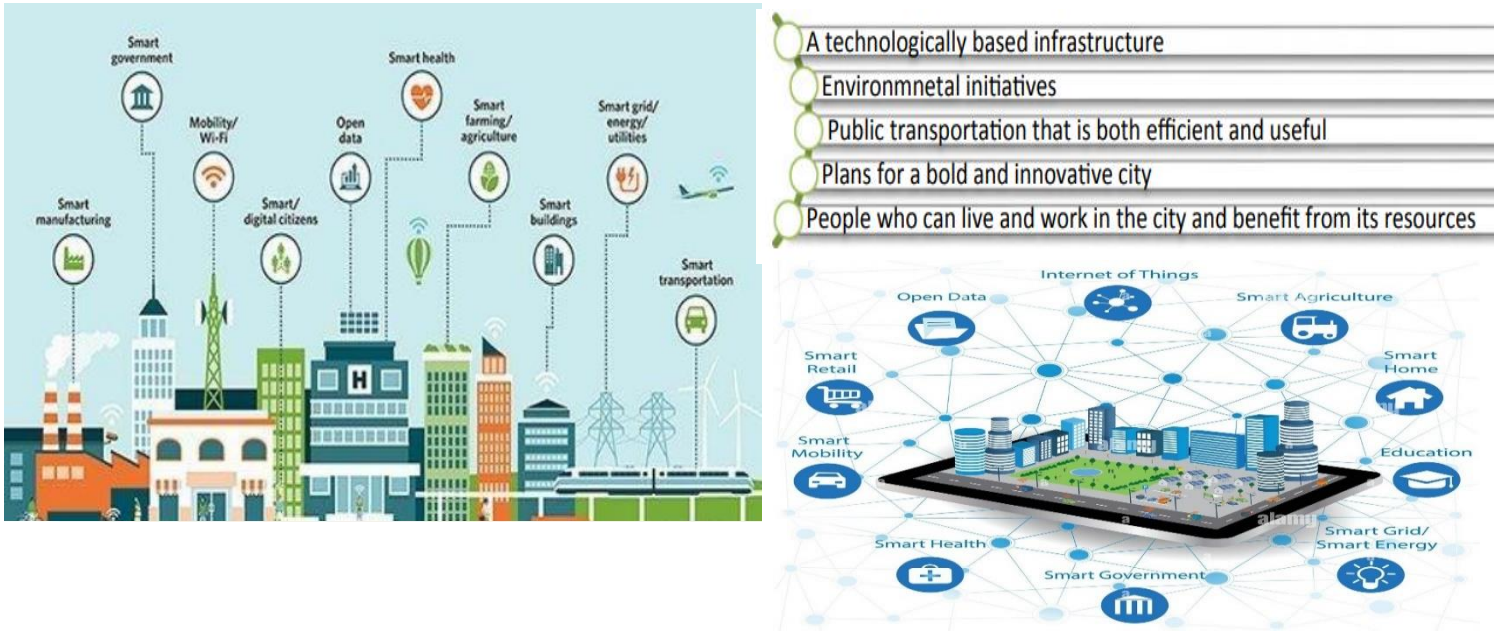 Smart
government
Smart health
Mobility/
Wi-Fi
Open
data
Smart
farming/
agriculture
Smart grid/
energy/
utilities
Smart
manufacturing
Smart/
digital citizens
Smart
buildings
Smart
transportation
H
A technologically based infrastructure
Environmnetal initiatives
Public transportation that is both efficient and useful
Plans for a bold and innovative city
People who can live and work in the city and benefit from its resources
Internet of Things
Open Data
Smart Agriculture
Smart
Retail
Smart
Home
Smart
Mobility
Education
Smart Health
Smart Grid/
Smart Energy
Smart Government
alamy
a
a